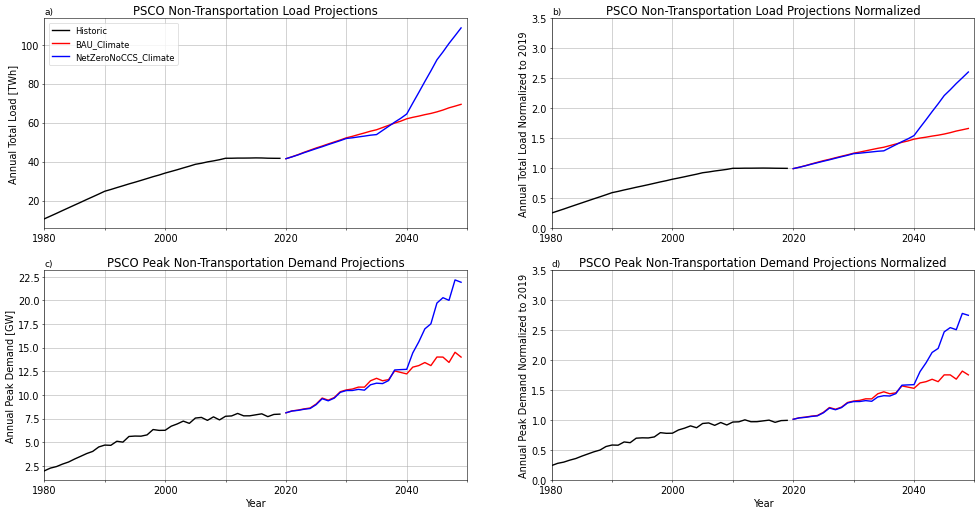 a)
PSCO Non-Transportation Load Projections
Annual Total Load [TWh]
100
80
60
40
20
Historic
BAU_Climate
NetZeroNoCCS_Climate
1980
2000
2020
2040
b)
PSCO Non-Transportation Load Projections Normalized
Annual Total Load Normalized to 2019
3.5
3.0
2.5
2.0
1.5
1.0
0.5
0.0
1980
2000
2020
2040
c)
PSCO Peak Non-Transportation Demand Projections
Annual Peak Demand [GW]
22.5
20.0
17.5
15.0
12.5
10.0
7.5
5.0
2.5
1980
2000
2020
2040
Year
d)
PSCO Peak Non-Transportation Demand Projections Normalized
Annual Peak Demand Normalized to 2019
3.5
3.0
2.5
2.0
1.5
1.0
0.5
0.0
1980
2000
2020
2040
Year